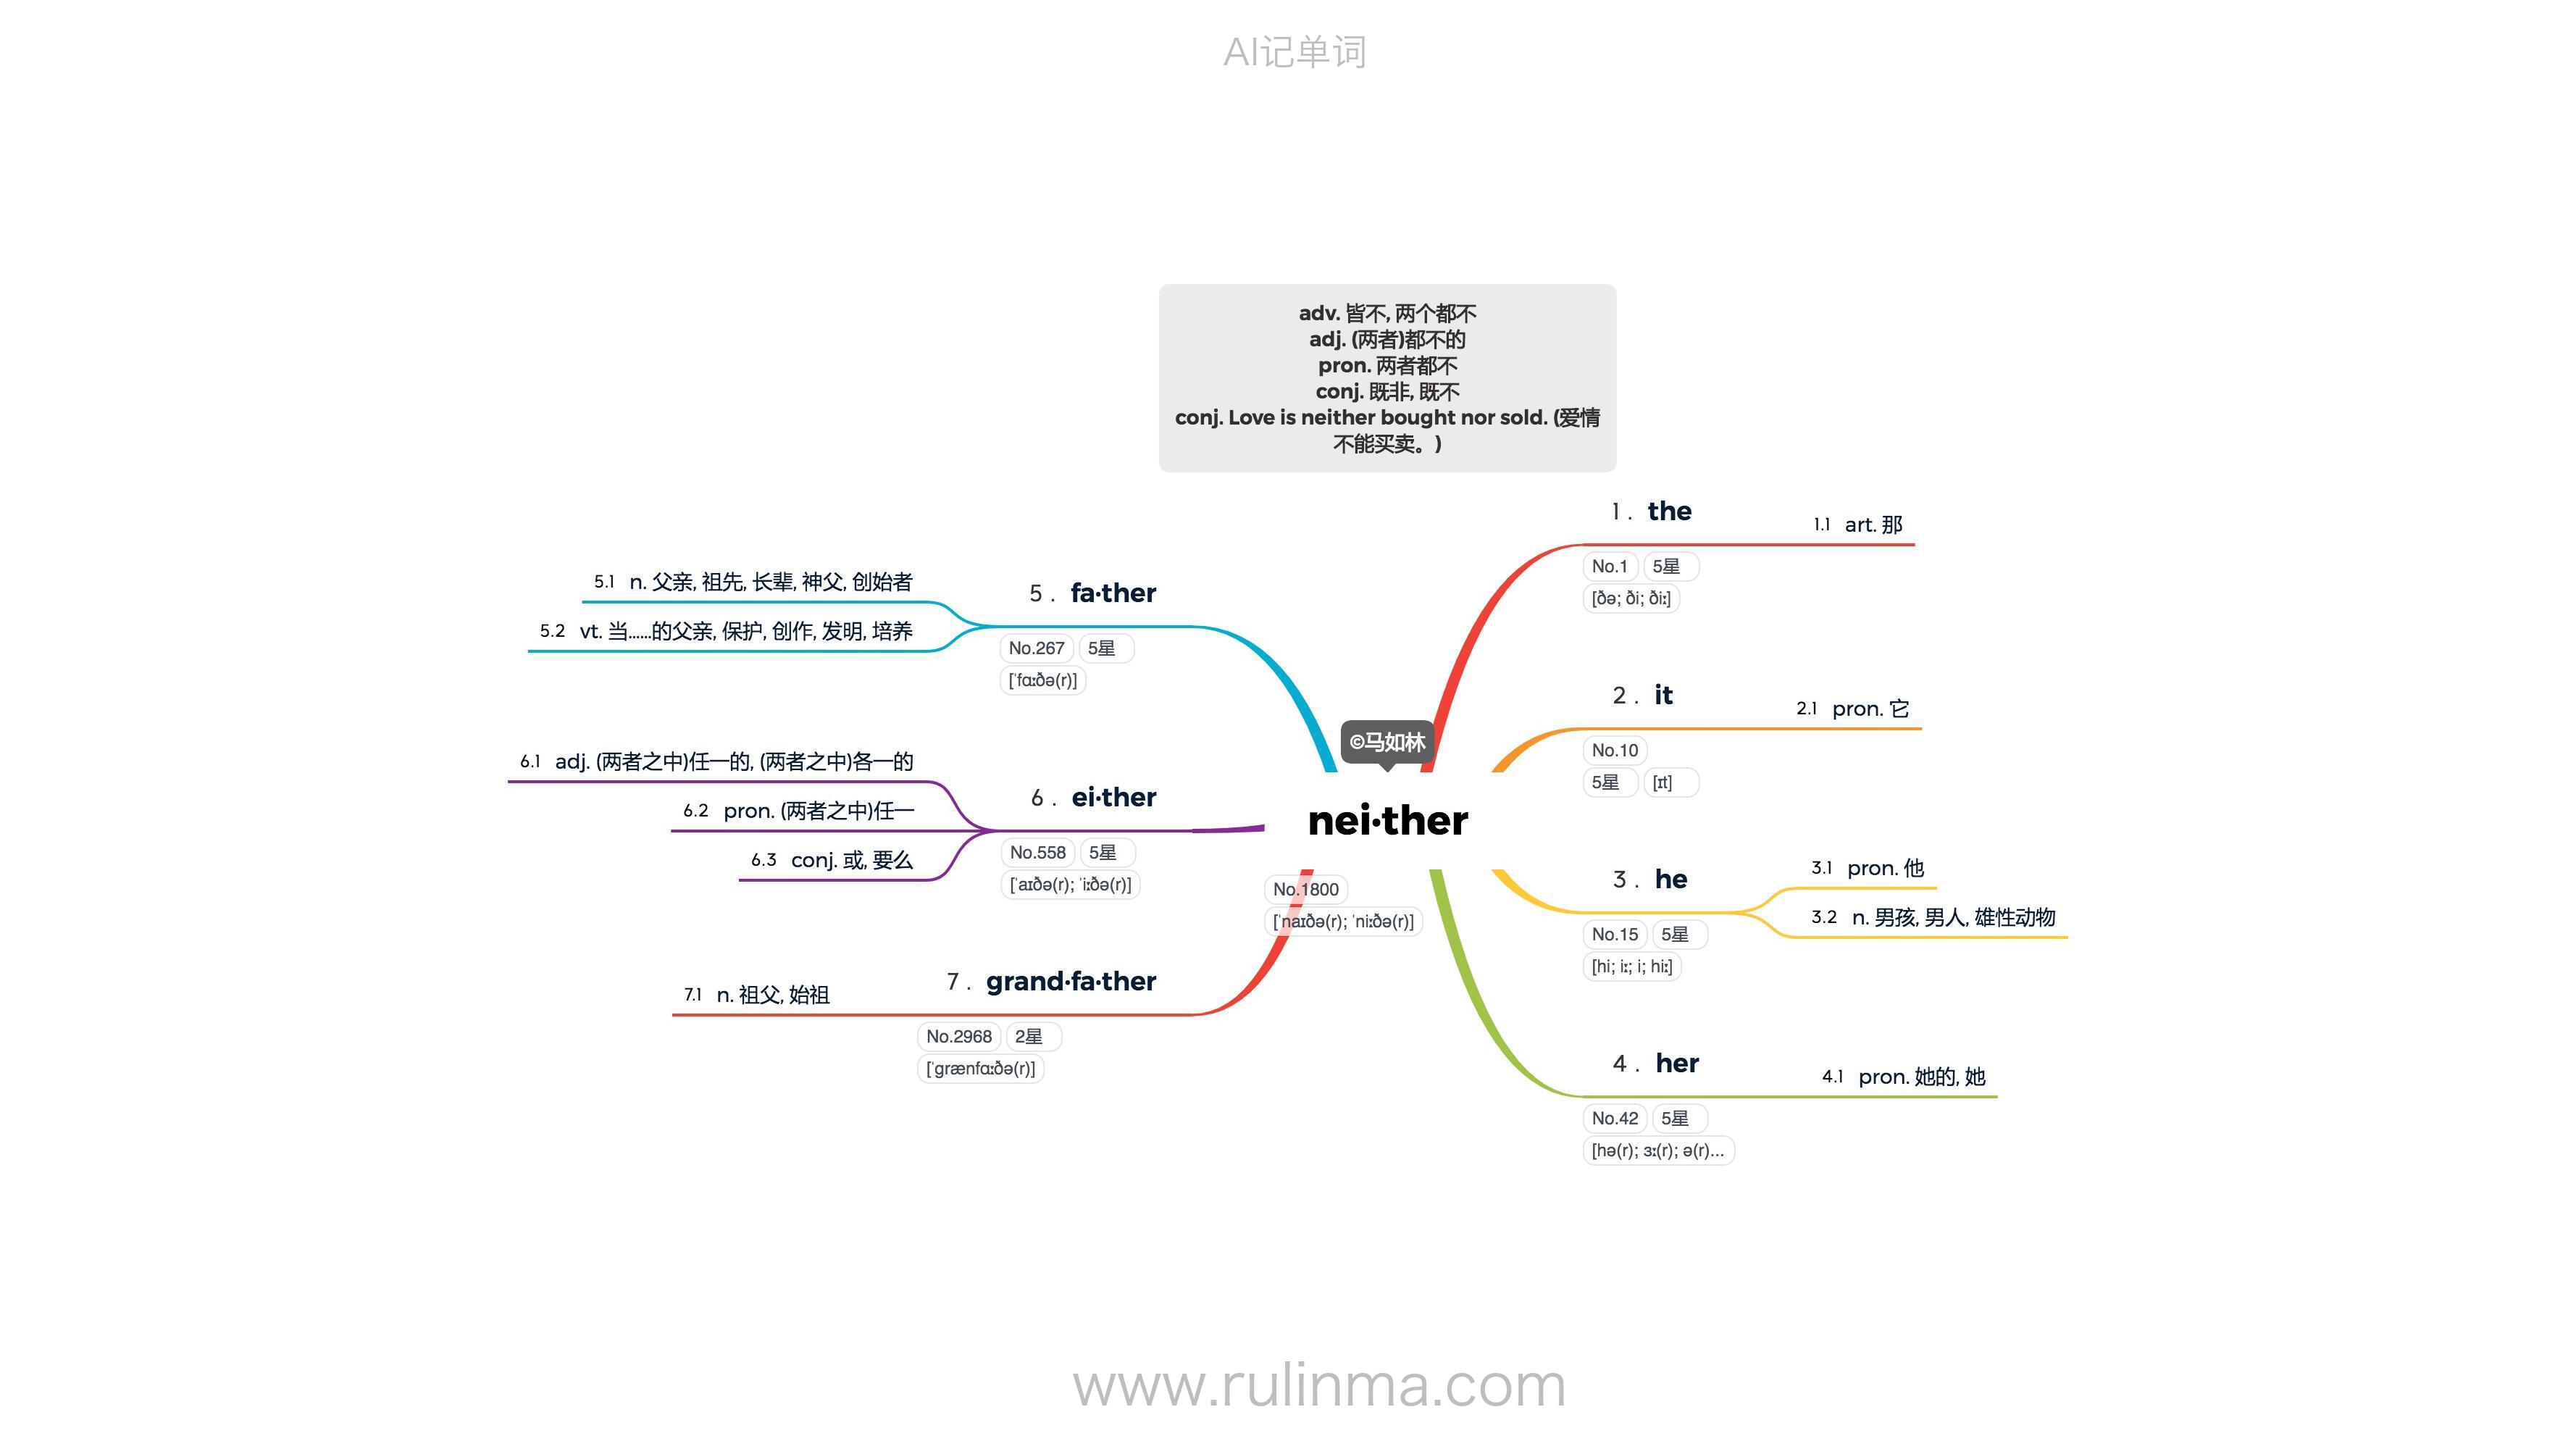 AI记单词
adv. 皆不, 两个都不
adj. (两者)都不的
pron. 两者都不
conj. 既非, 既不
conj. Love is neither bought nor sold. (爱情
不能买卖。)
©马如林
nei·ther
No.1800
[ˈnaɪðə(r); ˈniːðə(r)]
1 . the
No.1 5星
[ðə; ði; ðiː]
1.1 art. 那
2 . it
No.10
5星 [ɪt]
2.1 pron. 它
3 . he
No.15 5星
[hi; iː; i; hiː]
3.1 pron. 他
3.2 n. 男孩, 男人, 雄性动物
4 . her
No.42 5星
[hə(r); ɜː(r); ə(r)...
4.1 pron. 她的, 她
5 . fa·ther
No.267 5星
[ˈfɑːðə(r)]
5.1 n. 父亲, 祖先, 长辈, 神父, 创始者
5.2 vt. 当......的父亲, 保护, 创作, 发明, 培养
6 . ei·ther
No.558 5星
[ˈaɪðə(r); ˈiːðə(r)]
6.1 adj. (两者之中)任一的, (两者之中)各一的
6.2 pron. (两者之中)任一
6.3 conj. 或, 要么
7 . grand·fa·ther
No.2968 2星
[ˈɡrænfɑːðə(r)]
7.1 n. 祖父, 始祖
www.rulinma.com